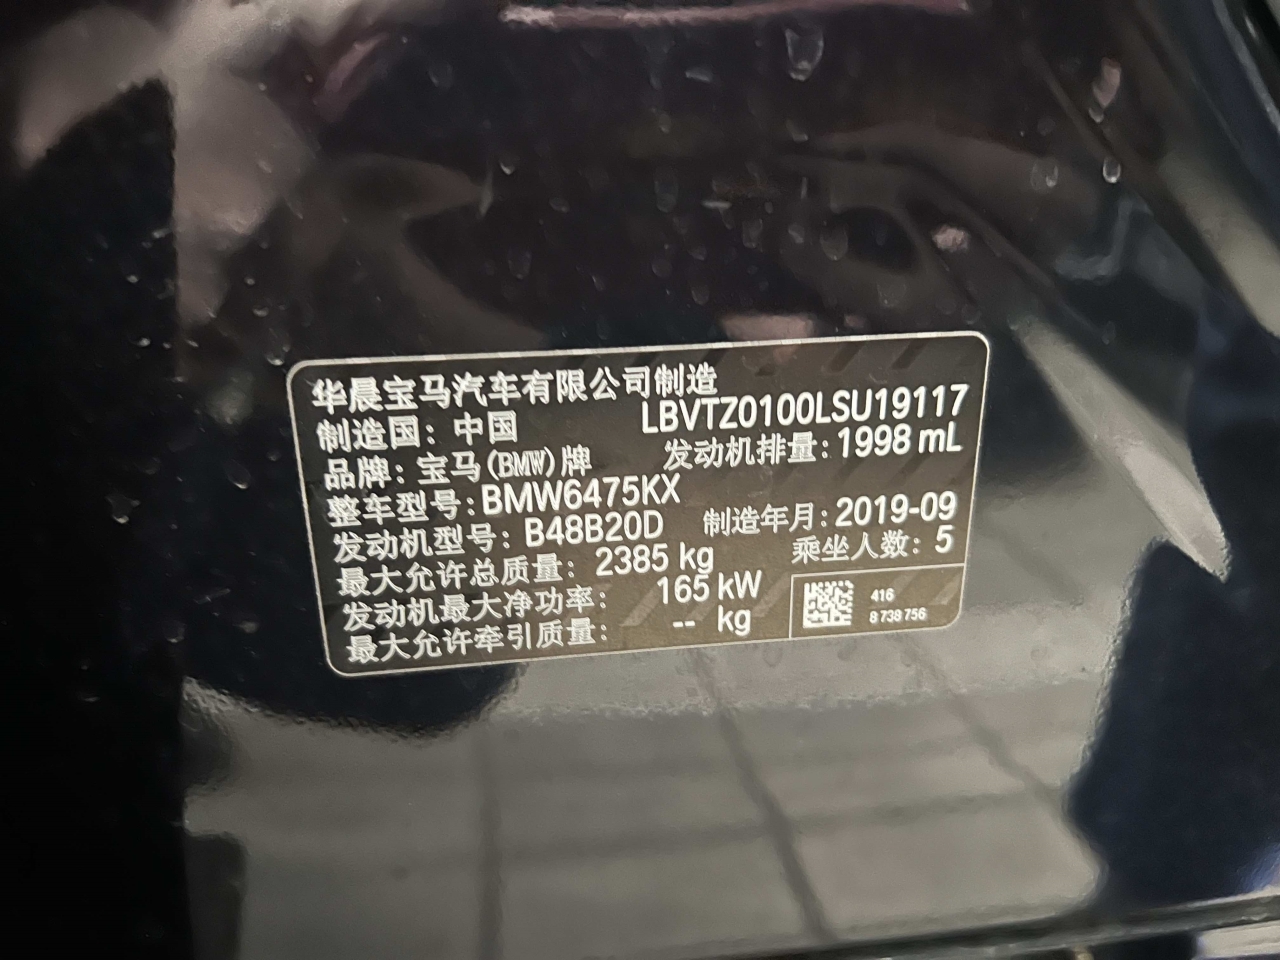 华晨宝马汽车有限公司制造
制造国：中国 LBVTZ0100LSU19117
品牌：宝马(BMW)牌 发动机排量：1998 mL
整车型号：BMW6475KX
发动机型号：B48B20D 制造年月：2019-09
最大允许总质量：2385 kg 乘坐人数：5
发动机最大净功率：165 kW
最大允许牵引质量：-- kg
416
8 738 756